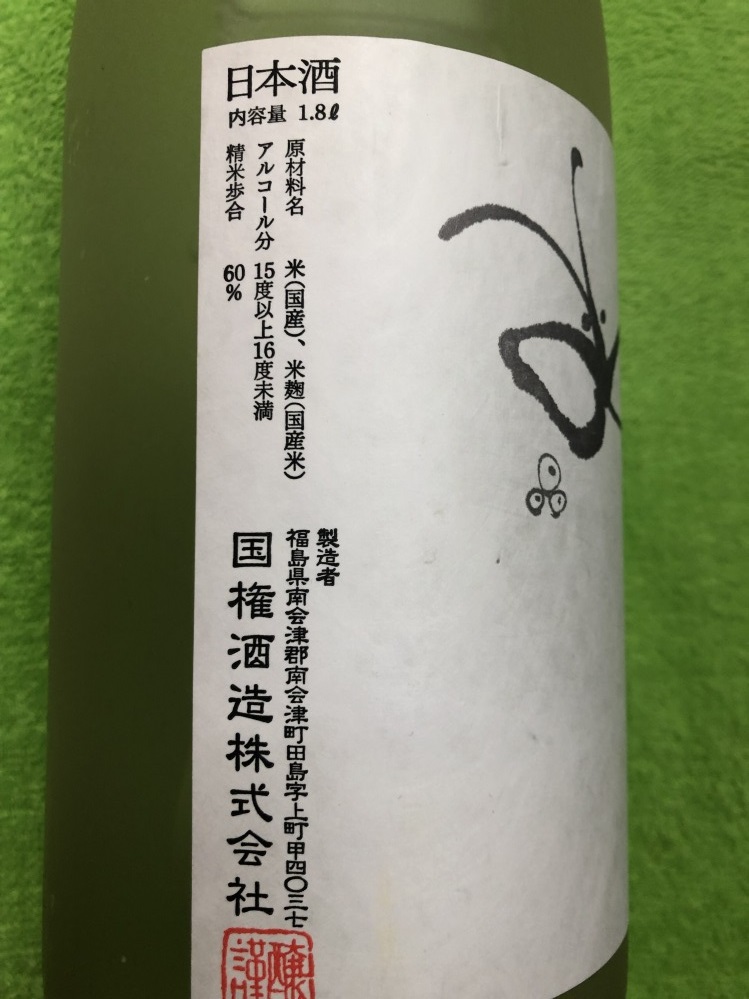 日本酒
内容量 1.8ℓ
原材料名 米(国産)、米麹(国産米)
アルコール分 15度以上16度未満
精米歩合 60%
製造者
福島県南会津郡南会津町田島字上町甲四〇三七
国権酒造株式会社
謹醸